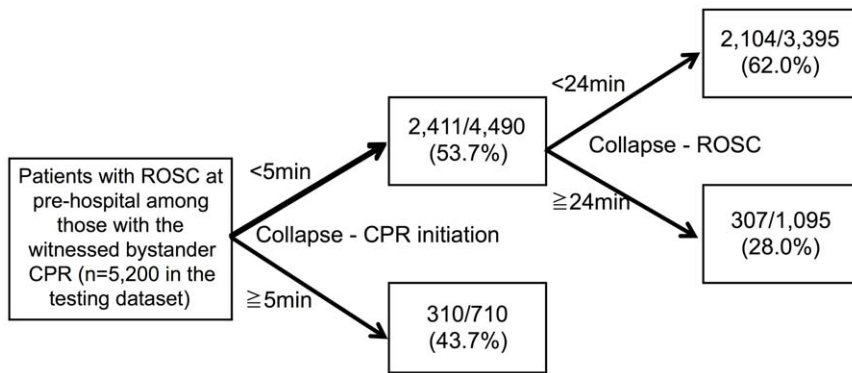 Patients with ROSC at
pre-hospital among
those with the
witnessed bystander
CPR (n=5,200 in the
testing dataset)
<5min
Collapse - CPR initiation
≧5min
2,411/4,490
(53.7%)
310/710
(43.7%)
<24min
Collapse - ROSC
≧24min
2,104/3,395
(62.0%)
307/1,095
(28.0%)